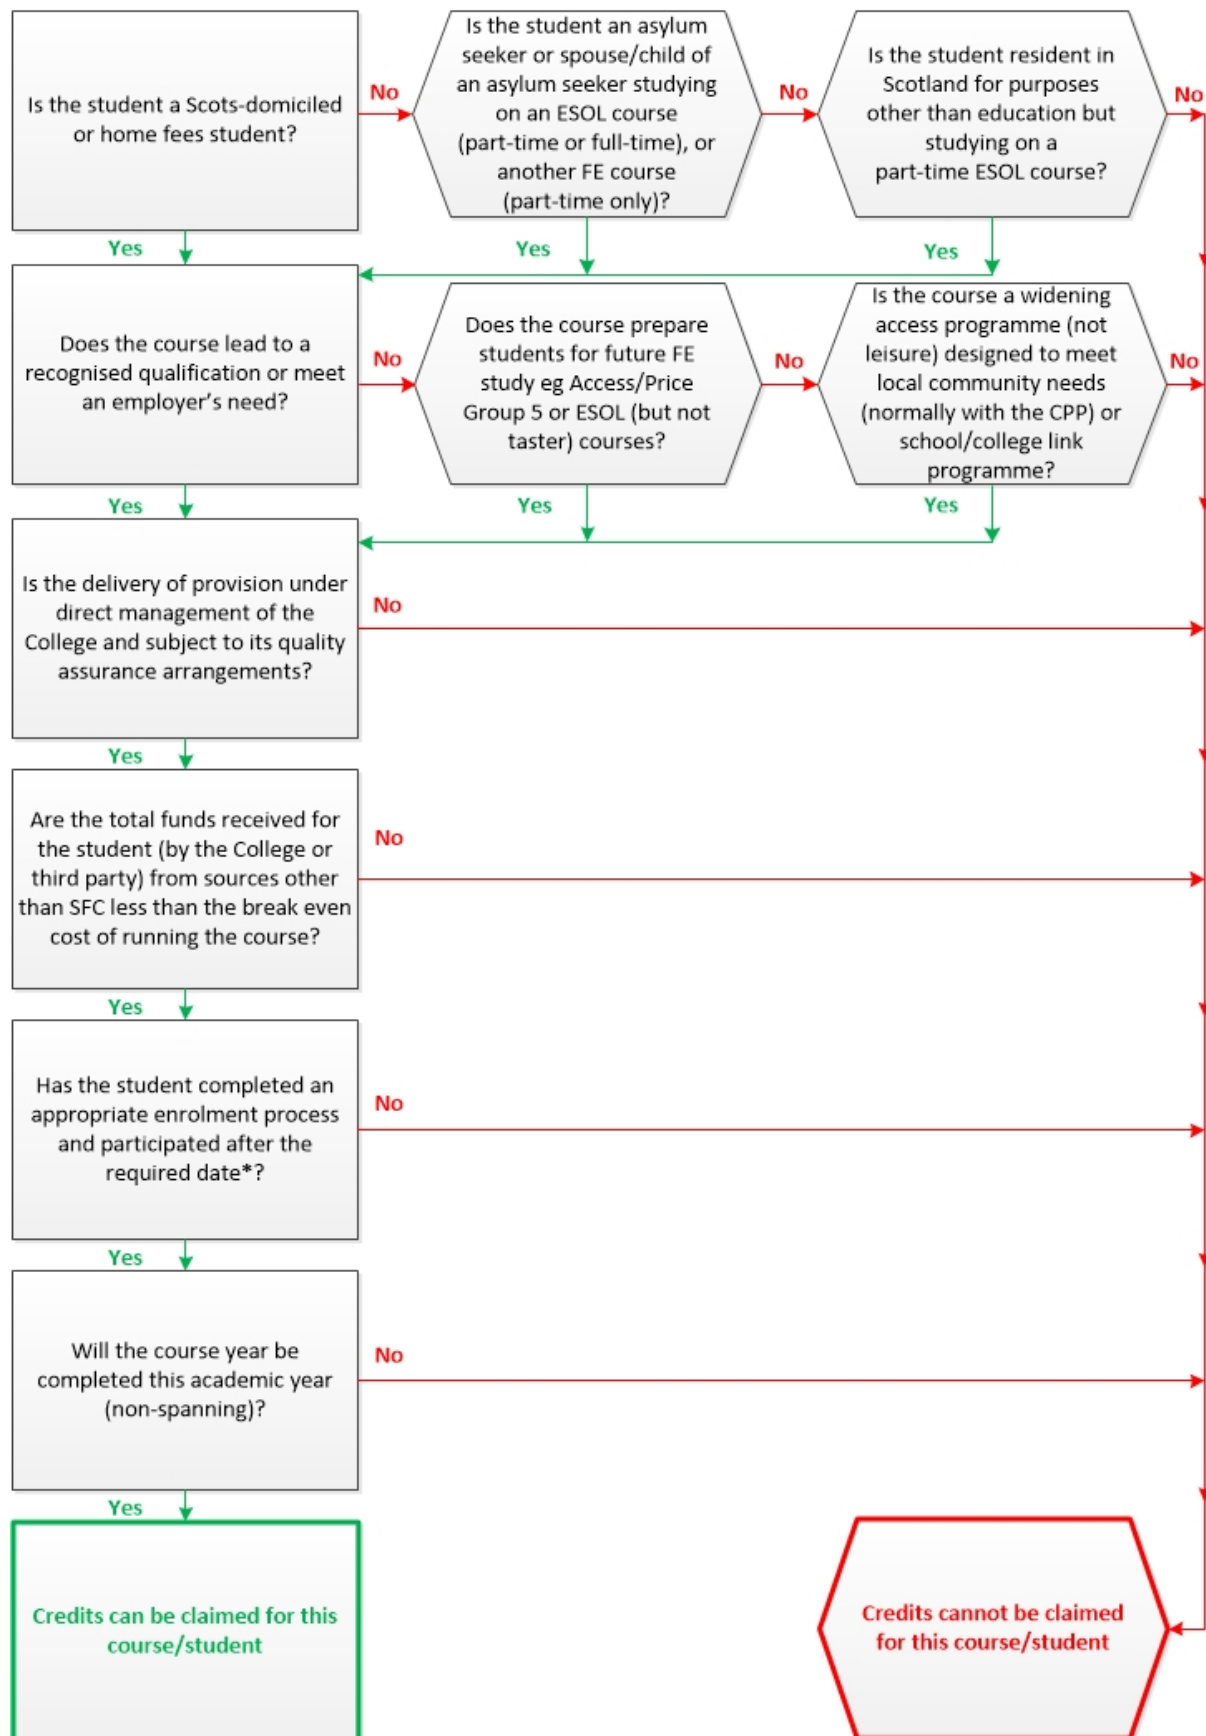 Is the student a Scots-domiciled
or home fees student?
No
Is the student an asylum
seeker or spouse/child of
an asylum seeker studying
on an ESOL course
(part-time or full-time), or
another FE course
(part-time only)?
No
Is the student resident in
Scotland for purposes
other than education but
studying on a
part-time ESOL course?
No
Yes
Yes
Yes
Does the course lead to a
recognised qualification or meet
an employer's need?
No
Does the course prepare
students for future FE
study eg Access/Price
Group 5 or ESOL (but not
taster) courses?
No
Is the course a widening
access programme (not
leisure) designed to meet
local community needs
(normally with the CPP) or
school/college link
programme?
No
Yes
Yes
Yes
Is the delivery of provision under
direct management of the
College and subject to its quality
assurance arrangements?
No
Yes
Are the total funds received for
the student (by the College or
third party) from sources other
than SFC less than the break even
cost of running the course?
No
Yes
Has the student completed an
appropriate enrolment process
and participated after the
required date*?
No
Yes
Will the course year be
completed this academic year
(non-spanning)?
No
Yes
Credits can be claimed for this
course/student
Credits cannot be claimed
for this course/student